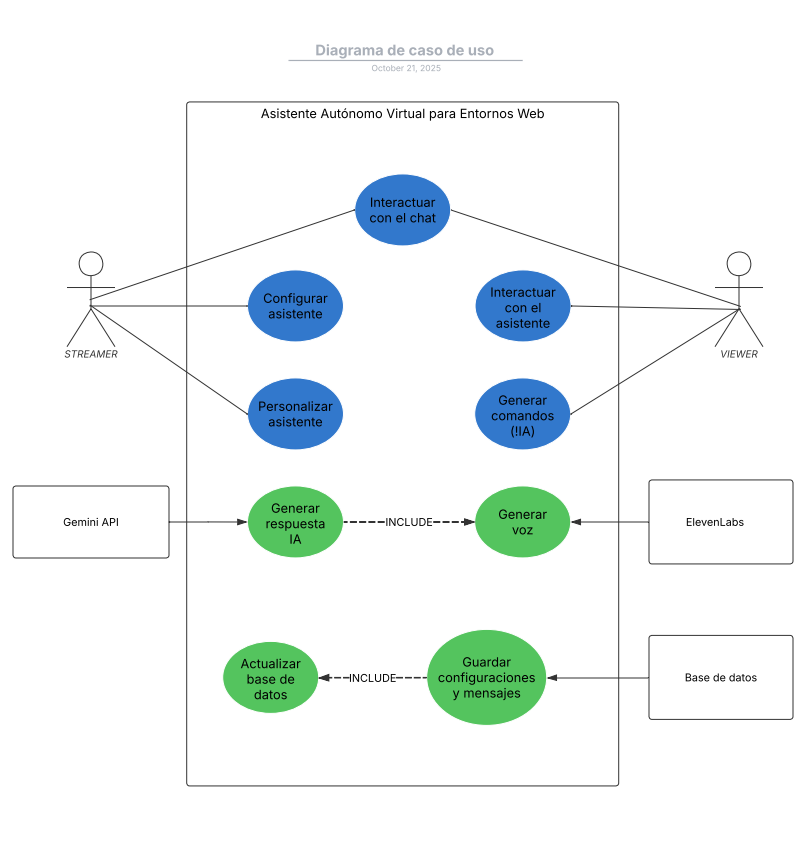 Diagrama de caso de uso
October 21, 2025
Asistente Autónomo Virtual para Entornos Web
Interactuar
con el chat
Configurar
asistente
Interactuar
con el
asistente
STREAMER
VIEWER
Personalizar
asistente
Generar
comandos
(!IA)
Gemini API
Generar
respuesta
IA
INCLUDE
Generar
voz
ElevenLabs
Actualizar
base de
datos
INCLUDE
Guardar
configuraciones
y mensajes
Base de datos